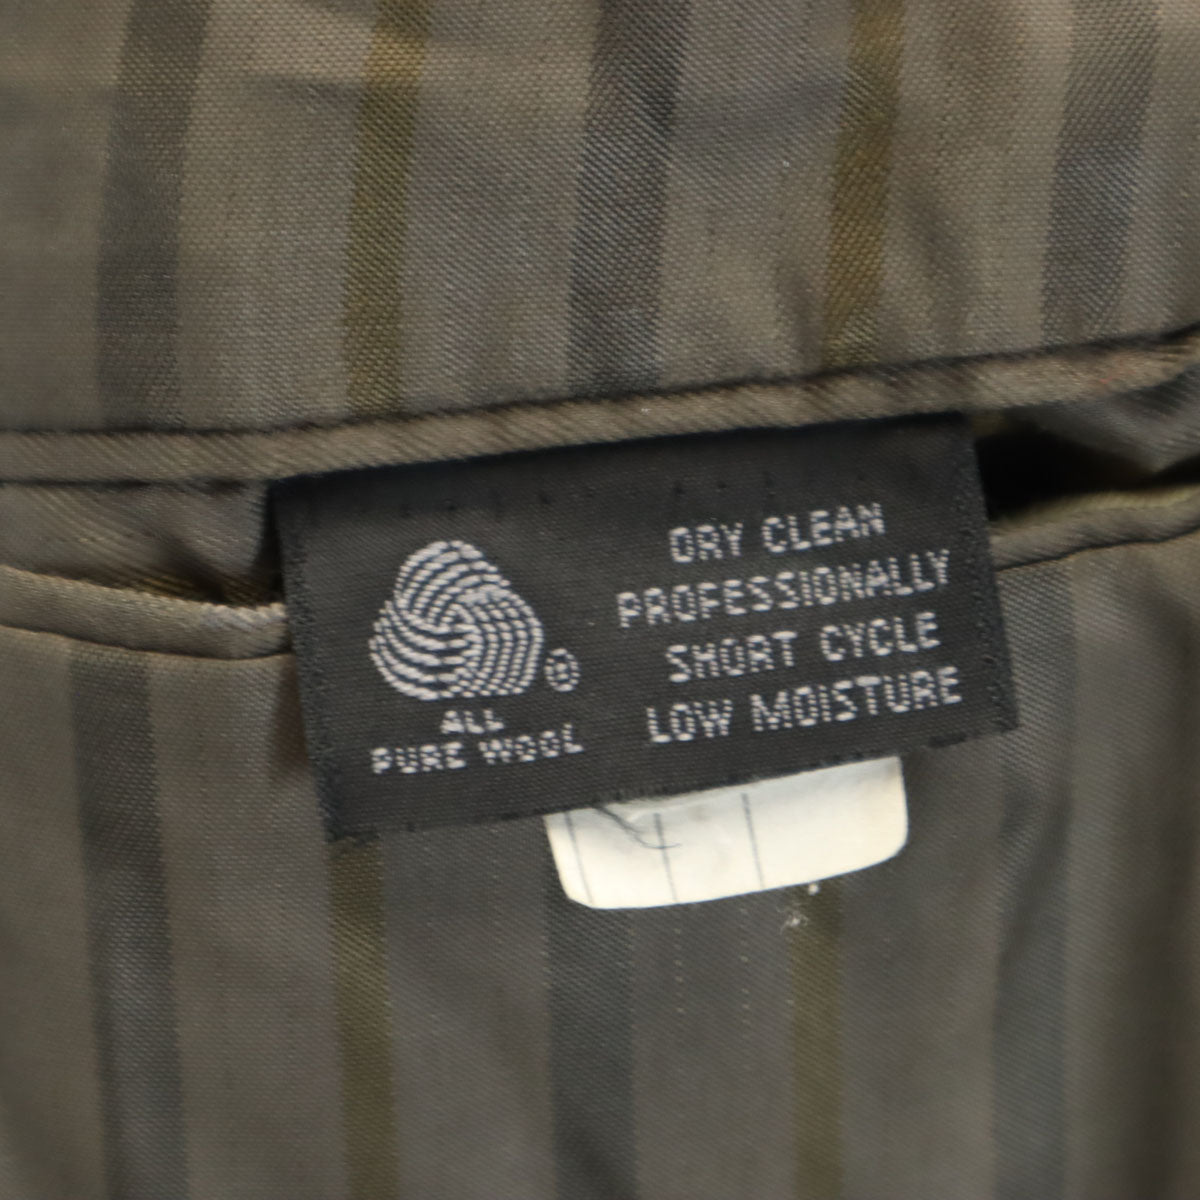 ®
ALL
PURE WOOL
DRY CLEAN
PROFESSIONALLY
SHORT CYCLE
LOW MOISTURE